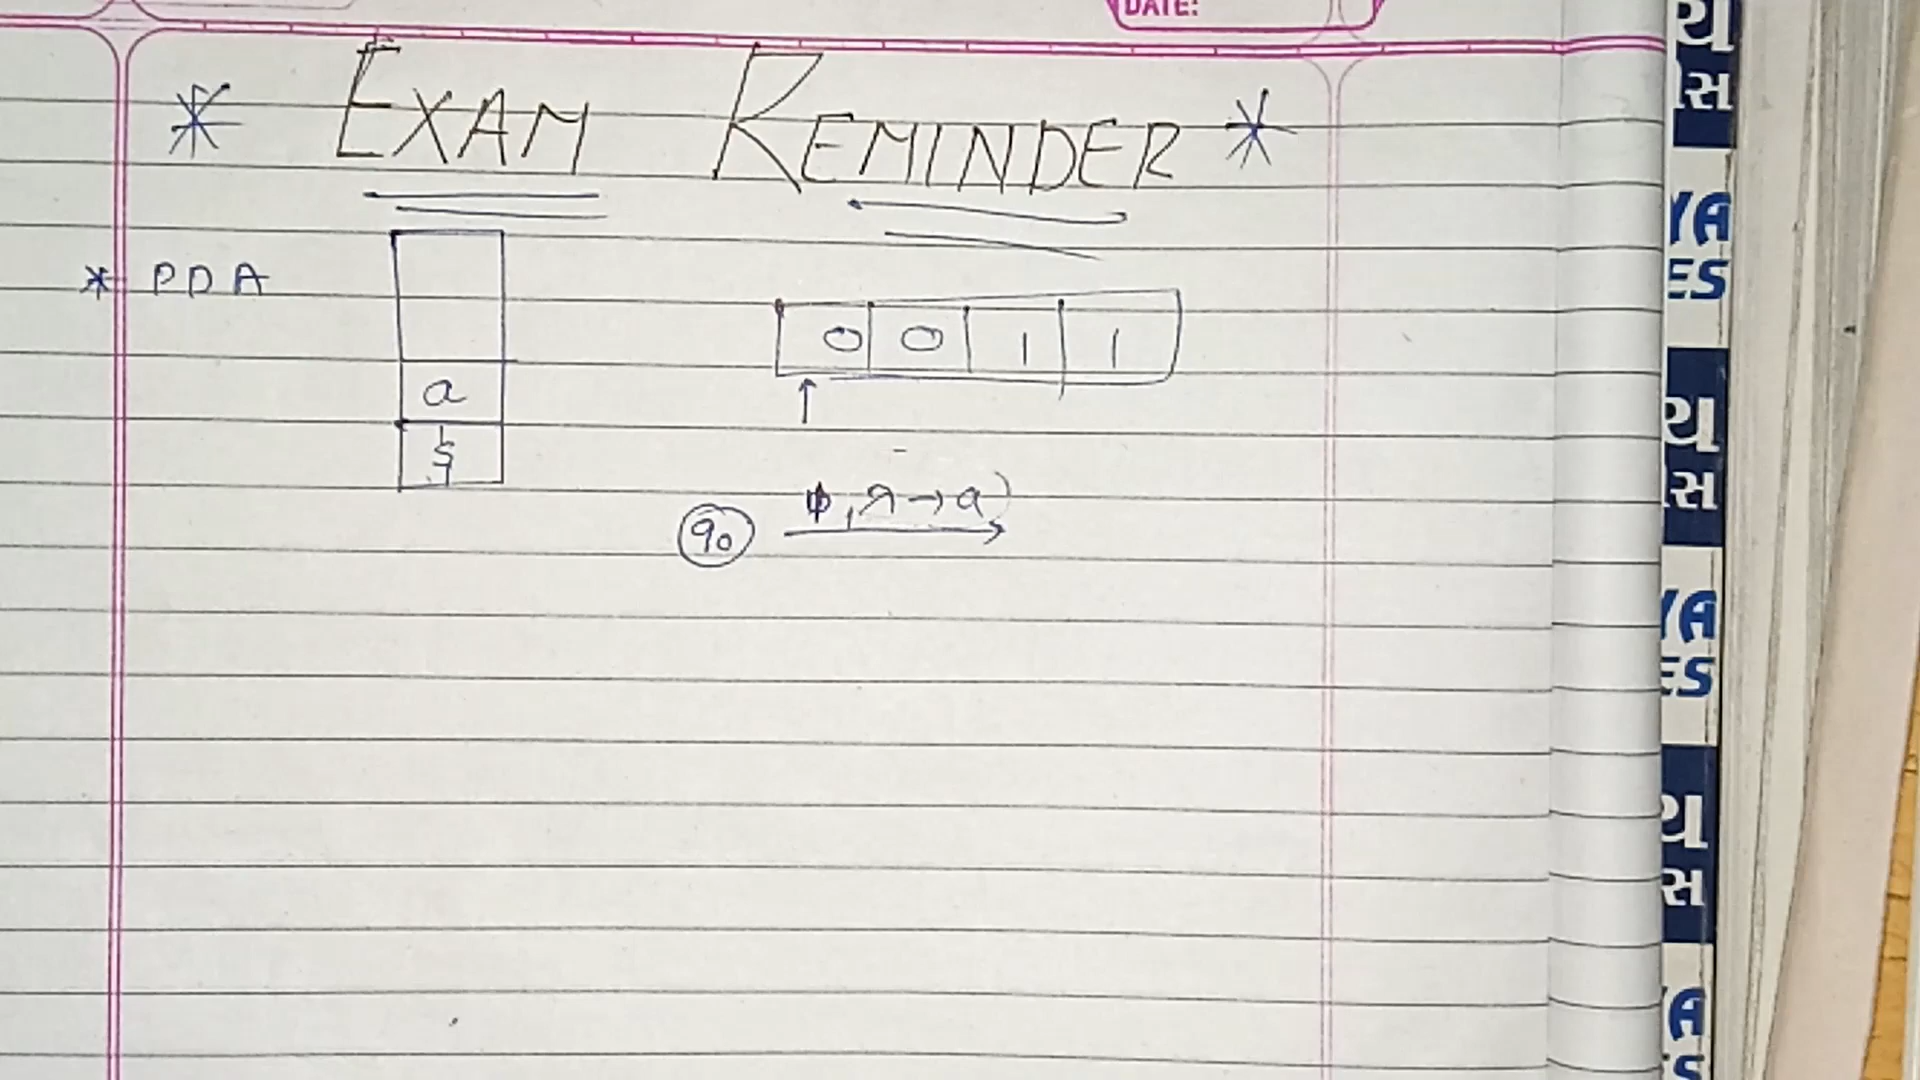 DATE:
* EXAM REMINDER *
* PDA
0 0 1 1
a
$
↑
λ → a
q0
ય
સ
YA
ES
ય
સ
YA
ES
ય
સ
A
S